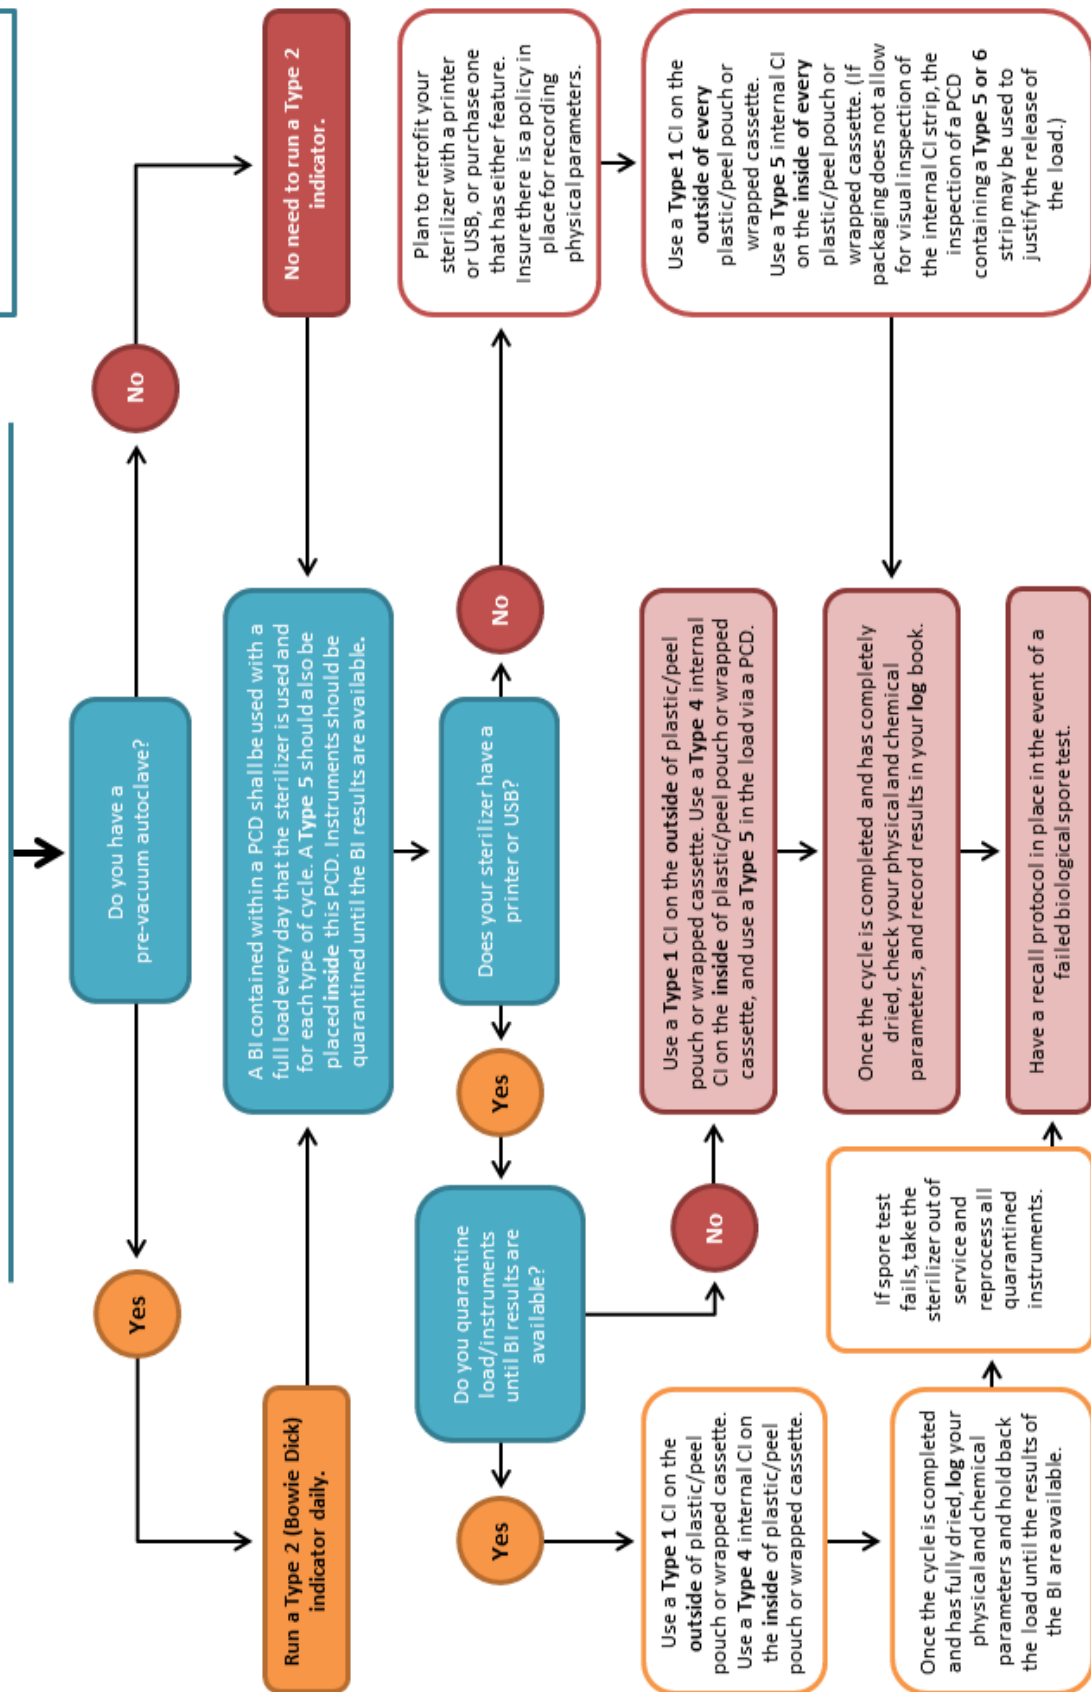 Do you have a
pre-vacuum autoclave?
Yes
No
Run a Type 2 (Bowie Dick)
indicator daily.
No need to run a Type 2
indicator.
A BI contained within a PCD shall be used with a
full load every day that the sterilizer is used and
for each type of cycle. A Type 5 should also be
placed inside this PCD. Instruments should be
quarantined until the BI results are available.
Does your sterilizer have a
printer or USB?
Yes
No
Do you quarantine
load/instruments
until BI results are
available?
Plan to retrofit your
sterilizer with a printer
or USB, or purchase one
that has either feature.
Insure there is a policy in
place for recording
physical parameters.
Yes
No
Use a Type 1 CI on the
outside of plastic/peel
pouch or wrapped cassette.
Use a Type 4 internal CI on
the inside of plastic/peel
pouch or wrapped cassette.
Use a Type 1 CI on the outside of plastic/peel
pouch or wrapped cassette. Use a Type 4 internal
CI on the inside of plastic/peel pouch or wrapped
cassette, and use a Type 5 in the load via a PCD.
Use a Type 1 CI on the
outside of every
plastic/peel pouch or
wrapped cassette.
Use a Type 5 internal CI
on the inside of every
plastic/peel pouch or
wrapped cassette. (If
packaging does not allow
for visual inspection of
the internal CI strip, the
inspection of a PCD
containing a Type 5 or 6
strip may be used to
justify the release of
the load.)
Once the cycle is completed
and has fully dried, log your
physical and chemical
parameters and hold back
the load until the results of
the BI are available.
If spore test
fails, take the
sterilizer out of
service and
reprocess all
quarantined
instruments.
Once the cycle is completed and has completely
dried, check your physical and chemical
parameters, and record results in your log book.
Have a recall protocol in place in the event of a
failed biological spore test.